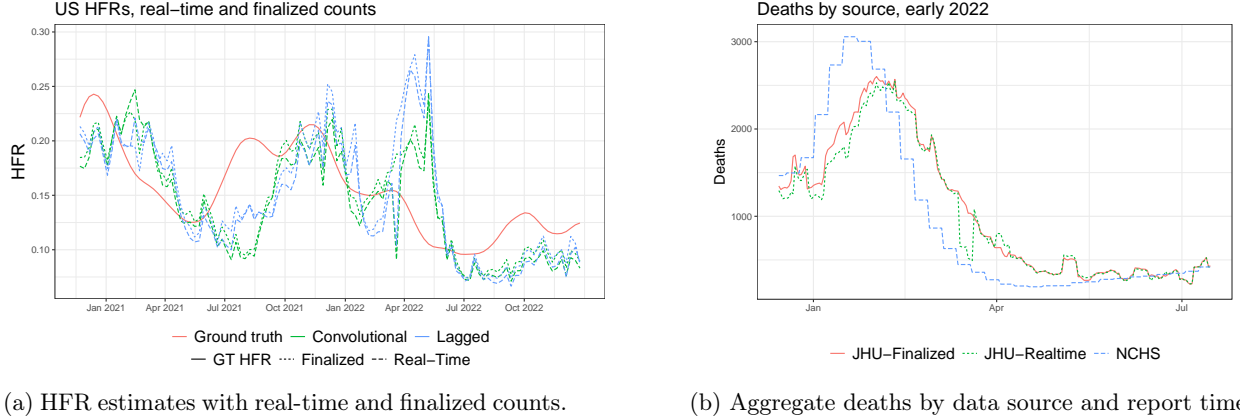 US HFRs, real−time and finalized counts
HFR
0.30
0.25
0.20
0.15
0.10
Jan 2021 Apr 2021 Jul 2021 Oct 2021 Jan 2022 Apr 2022 Jul 2022 Oct 2022
Ground truth Convolutional Lagged
GT HFR Finalized Real−Time
(a) HFR estimates with real-time and finalized counts.
Deaths by source, early 2022
Deaths
3000
2000
1000
Jan Apr Jul
JHU−Finalized JHU−Realtime NCHS
(b) Aggregate deaths by data source and report time